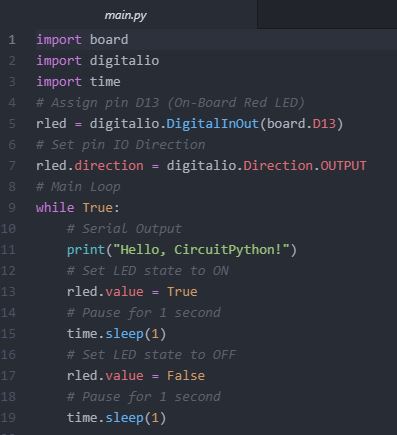 main.py
1 import board
2 import digitalio
3 import time
4 # Assign pin D13 (On-Board Red LED)
5 rled = digitalio.DigitalInOut(board.D13)
6 # Set pin IO Direction
7 rled.direction = digitalio.Direction.OUTPUT
8 # Main Loop
9 while True:
10     # Serial Output
11     print("Hello, CircuitPython!")
12     # Set LED state to ON
13     rled.value = True
14     # Pause for 1 second
15     time.sleep(1)
16     # Set LED state to OFF
17     rled.value = False
18     # Pause for 1 second
19     time.sleep(1)